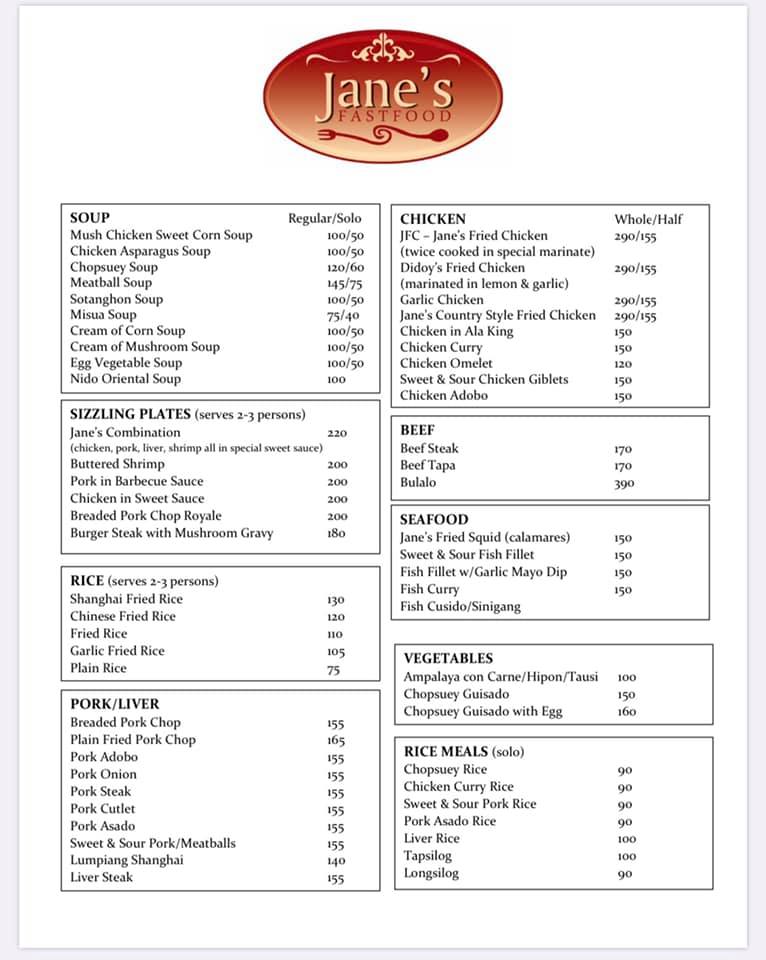 Jane's
FASTFOOD
SOUP Regular/Solo
Mush Chicken Sweet Corn Soup 100/50
Chicken Asparagus Soup 100/50
Chopsuey Soup 120/60
Meatball Soup 145/75
Sotanghon Soup 100/50
Misua Soup 75/40
Cream of Corn Soup 100/50
Cream of Mushroom Soup 100/50
Egg Vegetable Soup 100/50
Nido Oriental Soup 100
SIZZLING PLATES (serves 2-3 persons)
Jane's Combination 220
(chicken, pork, liver, shrimp all in special sweet sauce)
Buttered Shrimp 200
Pork in Barbecue Sauce 200
Chicken in Sweet Sauce 200
Breaded Pork Chop Royale 200
Burger Steak with Mushroom Gravy 180
RICE (serves 2-3 persons)
Shanghai Fried Rice 130
Chinese Fried Rice 120
Fried Rice 110
Garlic Fried Rice 105
Plain Rice 75
PORK/LIVER
Breaded Pork Chop 155
Plain Fried Pork Chop 165
Pork Adobo 155
Pork Onion 155
Pork Steak 155
Pork Cutlet 155
Pork Asado 155
Sweet & Sour Pork/Meatballs 155
Lumpiang Shanghai 140
Liver Steak 155
CHICKEN Whole/Half
JFC – Jane's Fried Chicken 290/155
(twice cooked in special marinate)
Didoy's Fried Chicken 290/155
(marinated in lemon & garlic)
Garlic Chicken 290/155
Jane's Country Style Fried Chicken 290/155
Chicken in Ala King 150
Chicken Curry 150
Chicken Omelet 120
Sweet & Sour Chicken Giblets 150
Chicken Adobo 150
BEEF
Beef Steak 170
Beef Tapa 170
Bulalo 390
SEAFOOD
Jane's Fried Squid (calamares) 150
Sweet & Sour Fish Fillet 150
Fish Fillet w/Garlic Mayo Dip 150
Fish Curry 150
Fish Cusido/Sinigang
VEGETABLES
Ampalaya con Carne/Hipon/Tausi 100
Chopsuey Guisado 150
Chopsuey Guisado with Egg 160
RICE MEALS (solo)
Chopsuey Rice 90
Chicken Curry Rice 90
Sweet & Sour Pork Rice 90
Pork Asado Rice 90
Liver Rice 100
Tapsilog 100
Longsilog 90